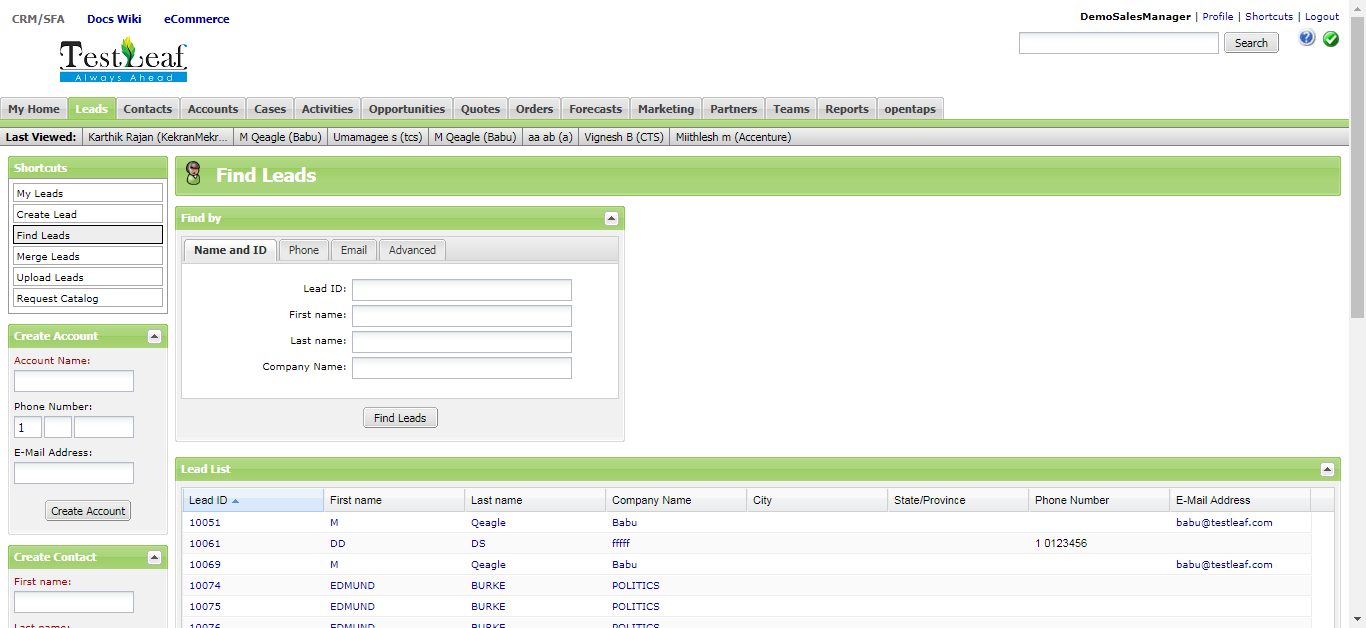 CRM/SFA Docs Wiki eCommerce
DemoSalesManager | Profile | Shortcuts | Logout
TestLeaf
Always Ahead
Search
My Home Leads Contacts Accounts Cases Activities Opportunities Quotes Orders Forecasts Marketing Partners Teams Reports opentaps
Last Viewed: Karthik Rajan (KekranMekr... M Qeagle (Babu) Umamagee s (tcs) M Qeagle (Babu) aa ab (a) Vignesh B (CTS) Miithlesh m (Accenture)
Shortcuts
My Leads
Create Lead
Find Leads
Merge Leads
Upload Leads
Request Catalog
Create Account
Account Name:
Phone Number:
1
E-Mail Address:
Create Account
Create Contact
First name:
Last name:
Find Leads
Find by
Name and ID Phone Email Advanced
Lead ID:
First name:
Last name:
Company Name:
Find Leads
Lead List
Lead ID First name Last name Company Name City State/Province Phone Number E-Mail Address
10051 M Qeagle Babu babu@testleaf.com
10061 DD DS fffff 1 0123456
10069 M Qeagle Babu babu@testleaf.com
10074 EDMUND BURKE POLITICS
10075 EDMUND BURKE POLITICS
10076 EDMUND BURKE POLITICS